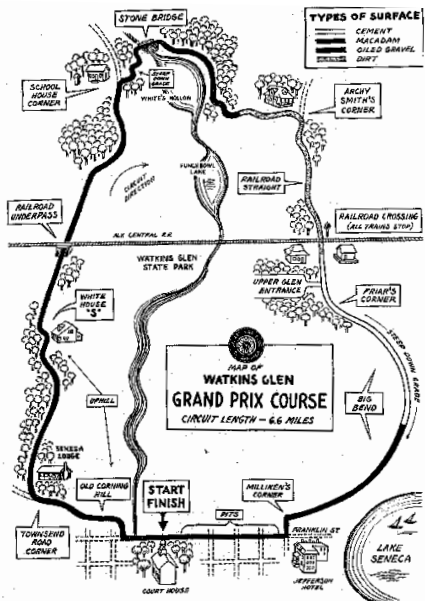 STONE BRIDGE
TYPES OF SURFACE
CEMENT
MACADAM
OILED GRAVEL
DIRT
STEEP
DOWN
GRADE
WHITE'S HOLLOW
SCHOOL
HOUSE
CORNER
ARCHY
SMITH'S
CORNER
PUNCHBOWL
LAKE
CIRCUIT
DIRECTION
RAILROAD
STRAIGHT
RAILROAD
UNDERPASS
RAILROAD CROSSING
(ALL TRAINS STOP)
CENTRAL R.R.
WATKINS GLEN
STATE PARK
UPPER GLEN
ENTRANCE
FRIAR'S
CORNER
WHITE
HOUSE
"S"
STEEP DOWN GRADE
MAP OF
WATKINS GLEN
GRAND PRIX COURSE
CIRCUIT LENGTH — 6.6 MILES
BIG
BEND
UPHILL
SENECA
LODGE
OLD CORNING
HILL
START
FINISH
MILLIKEN'S
CORNER
PITS
FRANKLIN ST
TOWNSEND
ROAD
CORNER
COURT HOUSE
JEFFERSON
HOTEL
LAKE
SENECA